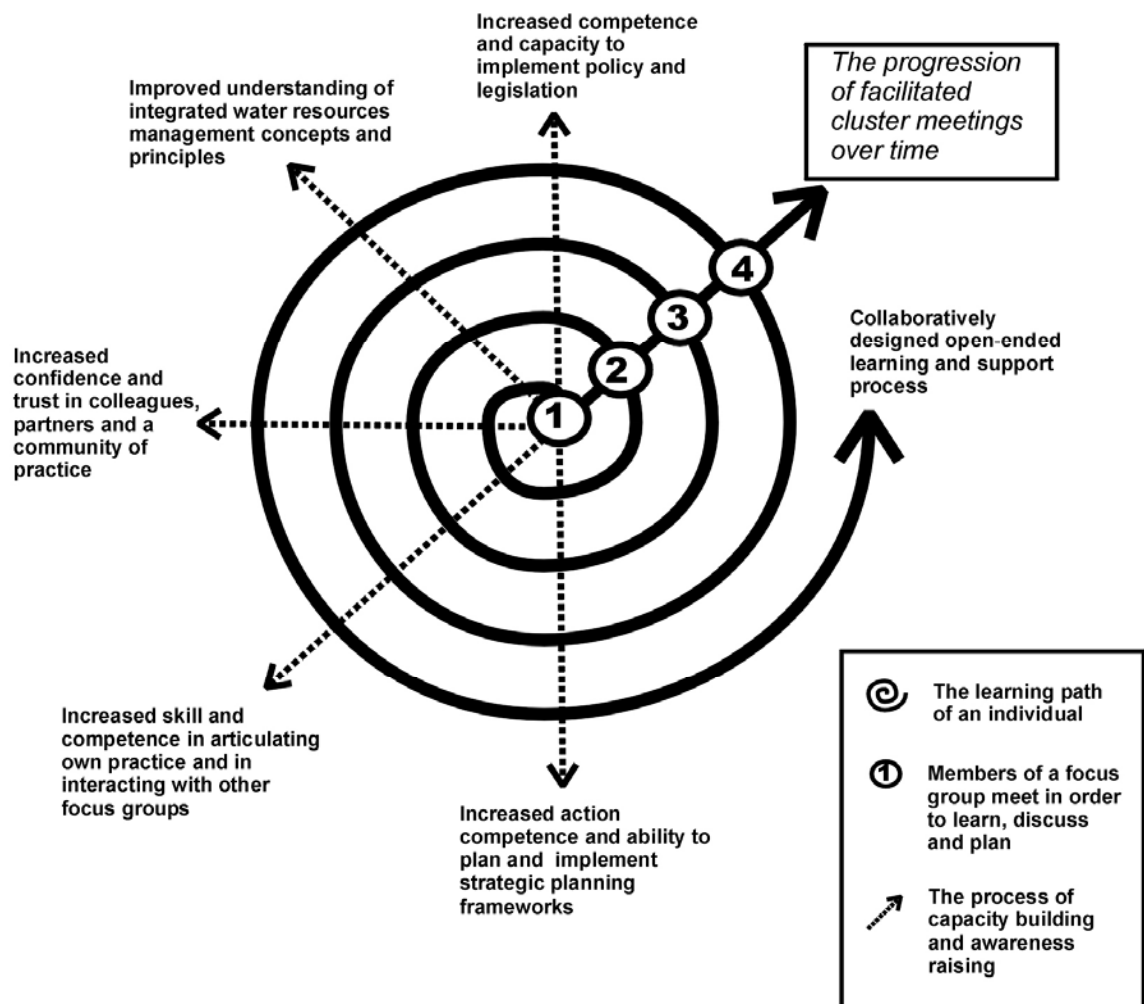 Increased competence
and capacity to
implement policy and
legislation
The progression
of facilitated
cluster meetings
over time
Improved understanding of
integrated water resources
management concepts and
principles
4
3
2
1
Collaboratively
designed open-ended
learning and support
process
Increased
confidence and
trust in colleagues,
partners and a
community of
practice
Increased skill and
competence in articulating
own practice and in
interacting with other
focus groups
Increased action
competence and ability to
plan and implement
strategic planning
frameworks
The learning path
of an individual
1
Members of a focus
group meet in order
to learn, discuss
and plan
The process of
capacity building
and awareness
raising